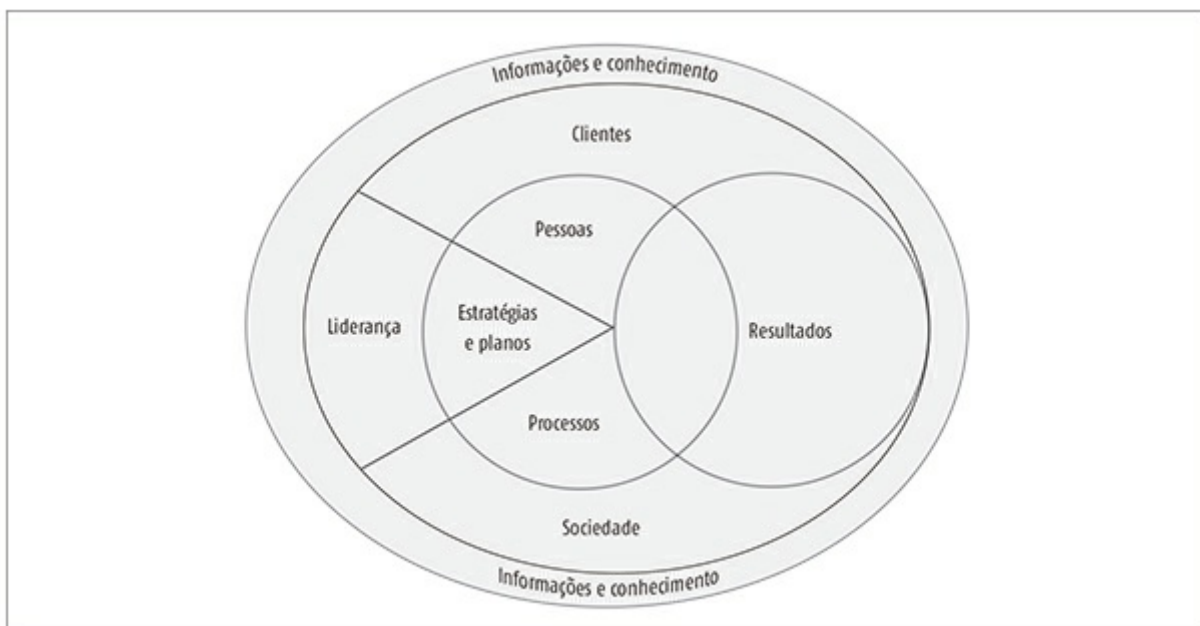 Informações e conhecimento
Clientes
Pessoas
Liderança
Estratégias
e planos
Resultados
Processos
Sociedade
Informações e conhecimento